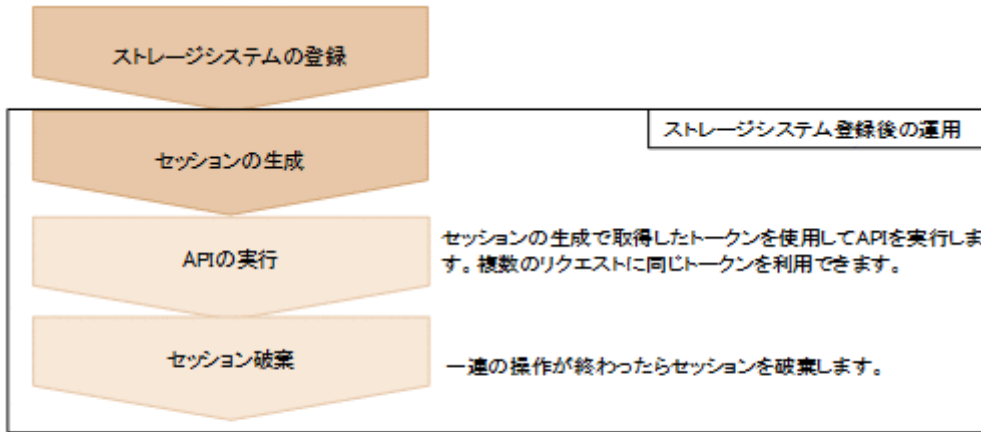 ストレージシステムの登録
ストレージシステム登録後の運用
セッションの生成
APIの実行
セッションの生成で取得したトークンを使用してAPIを実行しま
す。複数のリクエストに同じトークンを利用できます。
セッション破棄
一連の操作が終わったらセッションを破棄します。